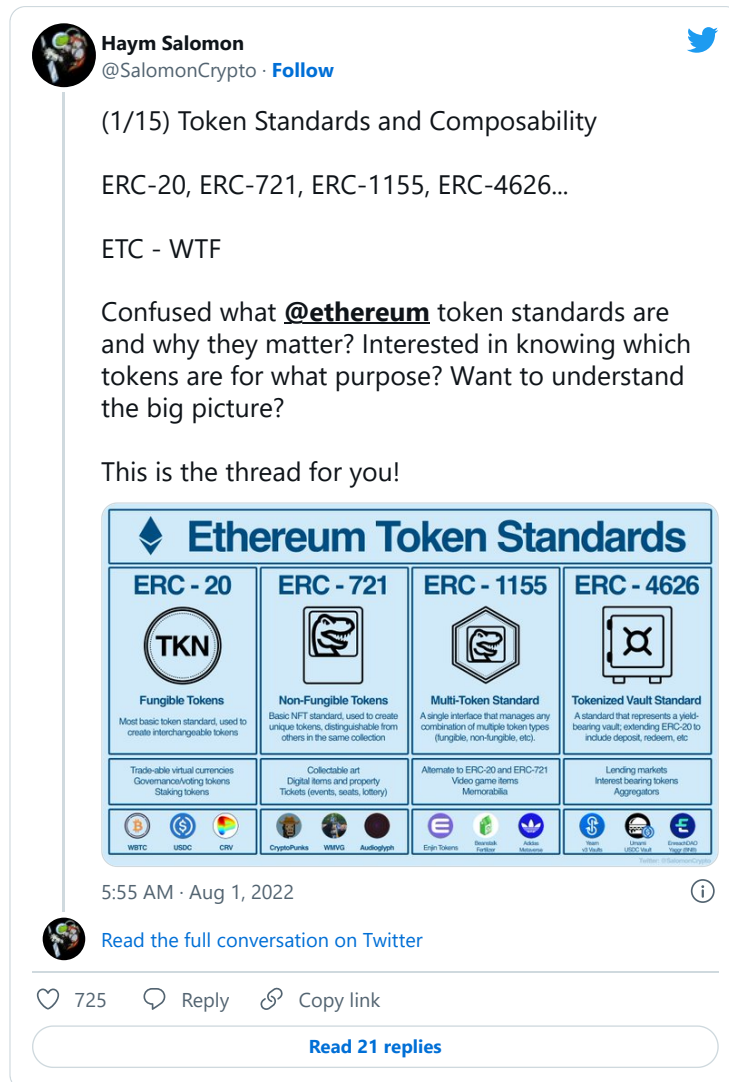 Haym Salomon
@SalomonCrypto · Follow
(1/15) Token Standards and Composability
ERC-20, ERC-721, ERC-1155, ERC-4626...
ETC - WTF
Confused what @ethereum token standards are
and why they matter? Interested in knowing which
tokens are for what purpose? Want to understand
the big picture?
This is the thread for you!
Ethereum Token Standards
ERC - 20
TKN
Fungible Tokens
Most basic token standard, used to
create interchangeable tokens
Trade-able virtual currencies
Governance/voting tokens
Staking tokens
WBTC USDC CRV
ERC - 721
Non-Fungible Tokens
Basic NFT standard, used to create
unique tokens, distinguishable from
others in the same collection
Collectable art
Digital items and property
Tickets (events, seats, lottery)
CryptoPunks WMVG Audioglyph
ERC - 1155
Multi-Token Standard
A single interface that manages any
combination of multiple token types
(fungible, non-fungible, etc).
Alternate to ERC-20 and ERC-721
Video game items
Memorabilia
Enjin Tokens Beanstalk Adidas
Fertilizer Metaverse
ERC - 4626
Tokenized Vault Standard
A standard that represents a yield-
bearing vault; extending ERC-20 to
include deposit, redeem, etc
Lending markets
Interest bearing tokens
Aggregators
Yearn Umami EnreachDAO
v3 Vaults USDC Vault Yaggr (BNB)
Twitter: @SalomonCrypto
5:55 AM · Aug 1, 2022
Read the full conversation on Twitter
725 Reply Copy link
Read 21 replies